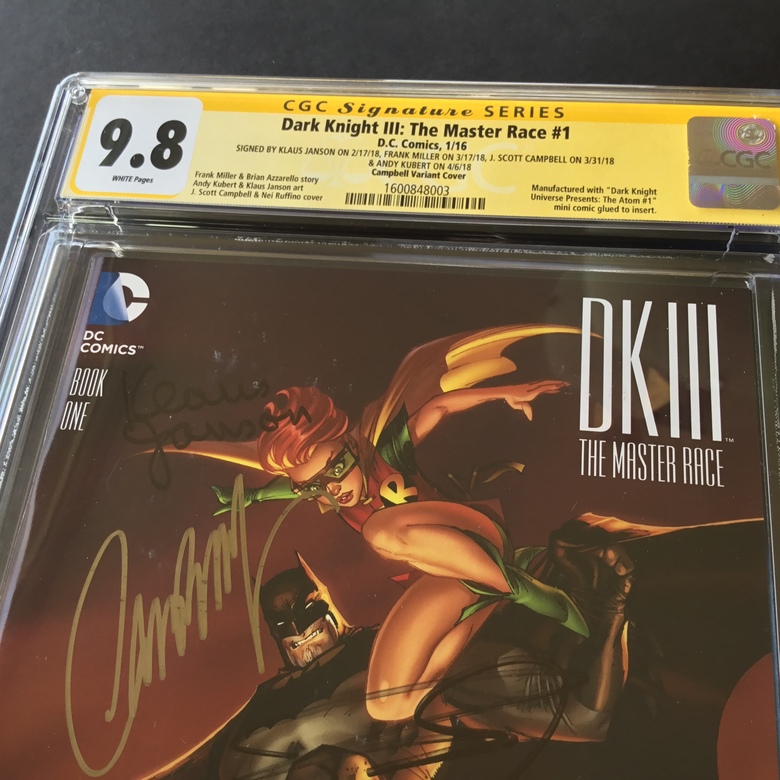 CGC Signature SERIES
Dark Knight III: The Master Race #1
D.C. Comics, 1/16
SIGNED BY KLAUS JANSON ON 2/17/18, FRANK MILLER ON 3/17/18, J. SCOTT CAMPBELL ON 3/31/18
& ANDY KUBERT ON 4/6/18
Campbell Variant Cover
1600848003
9.8
WHITE Pages
Frank Miller & Brian Azzarello story
Andy Kubert & Klaus Janson art
J. Scott Campbell & Nei Ruffino cover
Manufactured with "Dark Knight
Universe Presents: The Atom #1"
mini comic glued to insert.
CGC
DC
DC
COMICS™
BOOK
ONE
DKIII™
THE MASTER RACE
Klaus
Janson
R